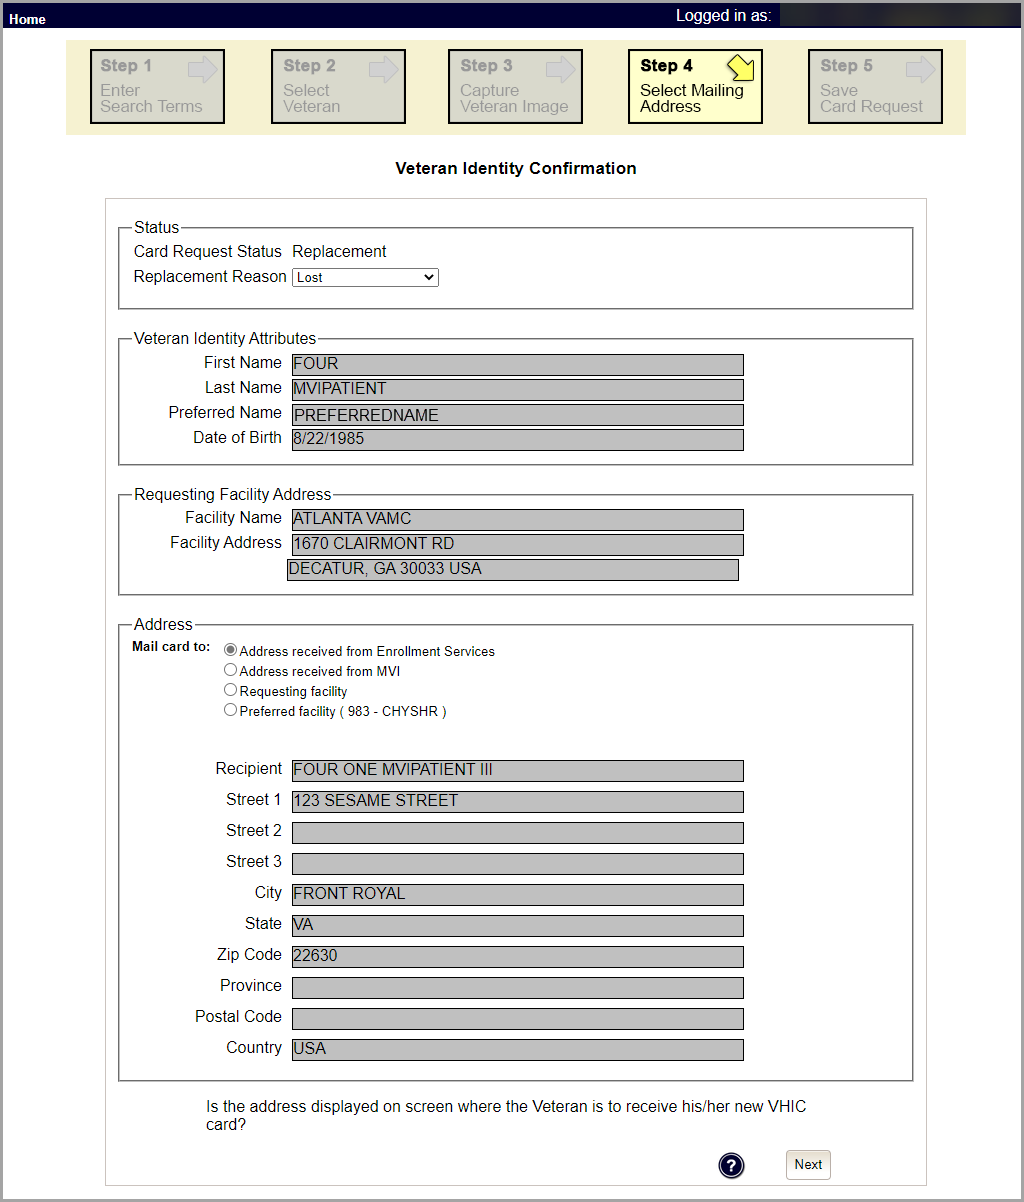 Home
Logged in as:
Step 1
Enter
Search Terms
Step 2
Select
Veteran
Step 3
Capture
Veteran Image
Step 4
Select Mailing
Address
Step 5
Save
Card Request
Veteran Identity Confirmation
Status
Card Request Status Replacement
Replacement Reason Lost
Veteran Identity Attributes
First Name FOUR
Last Name MVIPATIENT
Preferred Name PREFERREDNAME
Date of Birth 8/22/1985
Requesting Facility Address
Facility Name ATLANTA VAMC
Facility Address 1670 CLAIRMONT RD
DECATUR, GA 30033 USA
Address
Mail card to:
Address received from Enrollment Services
Address received from MVI
Requesting facility
Preferred facility ( 983 - CHYSHR )
Recipient FOUR ONE MVIPATIENT III
Street 1 123 SESAME STREET
Street 2
Street 3
City FRONT ROYAL
State VA
Zip Code 22630
Province
Postal Code
Country USA
Is the address displayed on screen where the Veteran is to receive his/her new VHIC
card?
? Next